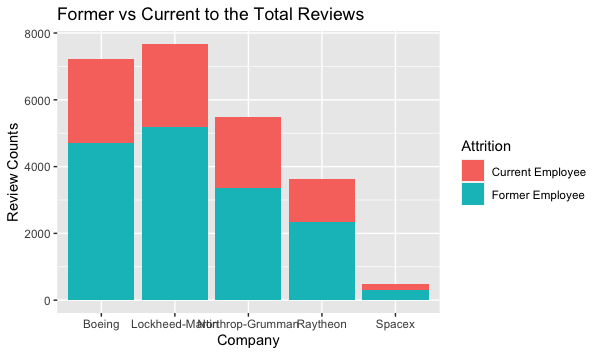 Former vs Current to the Total Reviews
8000
6000
4000
2000
0
Review Counts
Boeing Lockheed-Martin Northrop-Grumman Raytheon Spacex
Company
Attrition
Current Employee
Former Employee